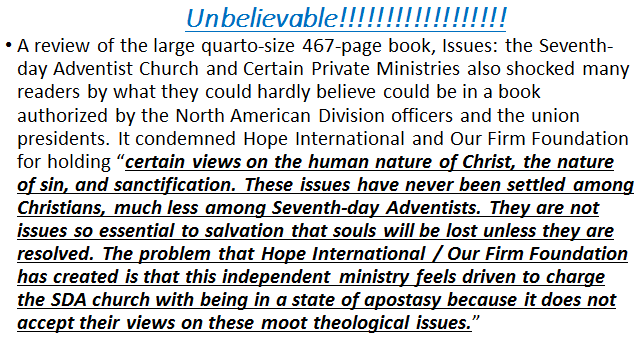 Unbelievable!!!!!!!!!!!!!!!!!!
• A review of the large quarto-size 467-page book, Issues: the Seventh-
day Adventist Church and Certain Private Ministries also shocked many
readers by what they could hardly believe could be in a book
authorized by the North American Division officers and the union
presidents. It condemned Hope International and Our Firm Foundation
for holding “certain views on the human nature of Christ, the nature
of sin, and sanctification. These issues have never been settled among
Christians, much less among Seventh-day Adventists. They are not
issues so essential to salvation that souls will be lost unless they are
resolved. The problem that Hope International / Our Firm Foundation
has created is that this independent ministry feels driven to charge
the SDA church with being in a state of apostasy because it does not
accept their views on these moot theological issues.”